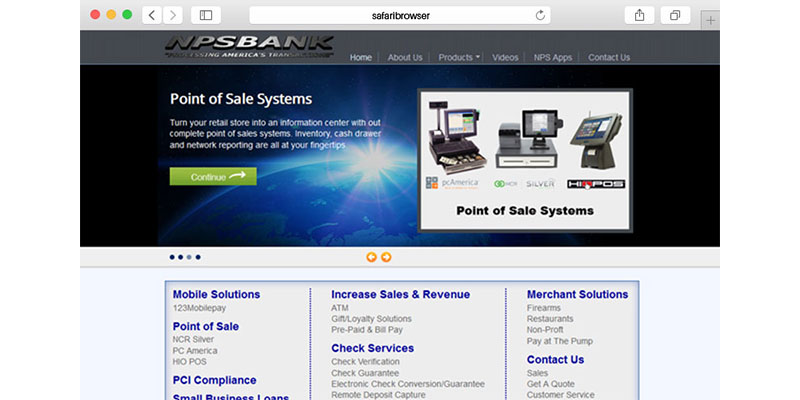 safaribrowser
NPSBANK
PROCESSING AMERICA'S TRANSACTIONS
Home
About Us
Products
Videos
NPS Apps
Contact Us
Point of Sale Systems
Turn your retail store into an information center with out
complete point of sales systems. Inventory, cash drawer
and network reporting are all at your fingertips
Continue
pcAmerica
NCR SILVER
HIOPOS
Point of Sale Systems
Mobile Solutions
123Mobilepay
Point of Sale
NCR Silver
PC America
HIO POS
PCI Compliance
Small Business Loans
Increase Sales & Revenue
ATM
Gift/Loyalty Solutions
Pre-Paid & Bill Pay
Check Services
Check Verification
Check Guarantee
Electronic Check Conversion/Guarantee
Remote Deposit Capture
Merchant Solutions
Firearms
Restaurants
Non-Proft
Pay at The Pump
Contact Us
Sales
Get A Quote
Customer Service